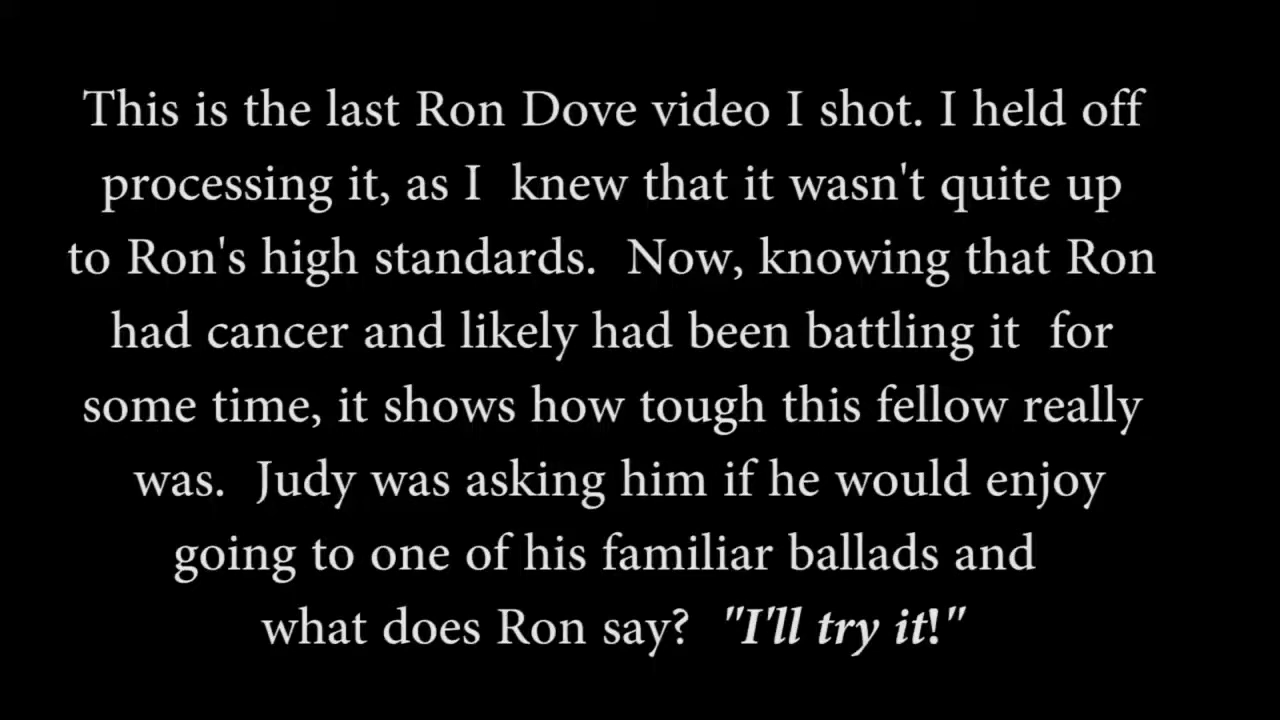 This is the last Ron Dove video I shot. I held off
processing it, as I  knew that it wasn't quite up
to Ron's high standards.  Now, knowing that Ron
had cancer and likely had been battling it  for
some time, it shows how tough this fellow really
was.  Judy was asking him if he would enjoy
going to one of his familiar ballads and
what does Ron say?  "I'll try it!"